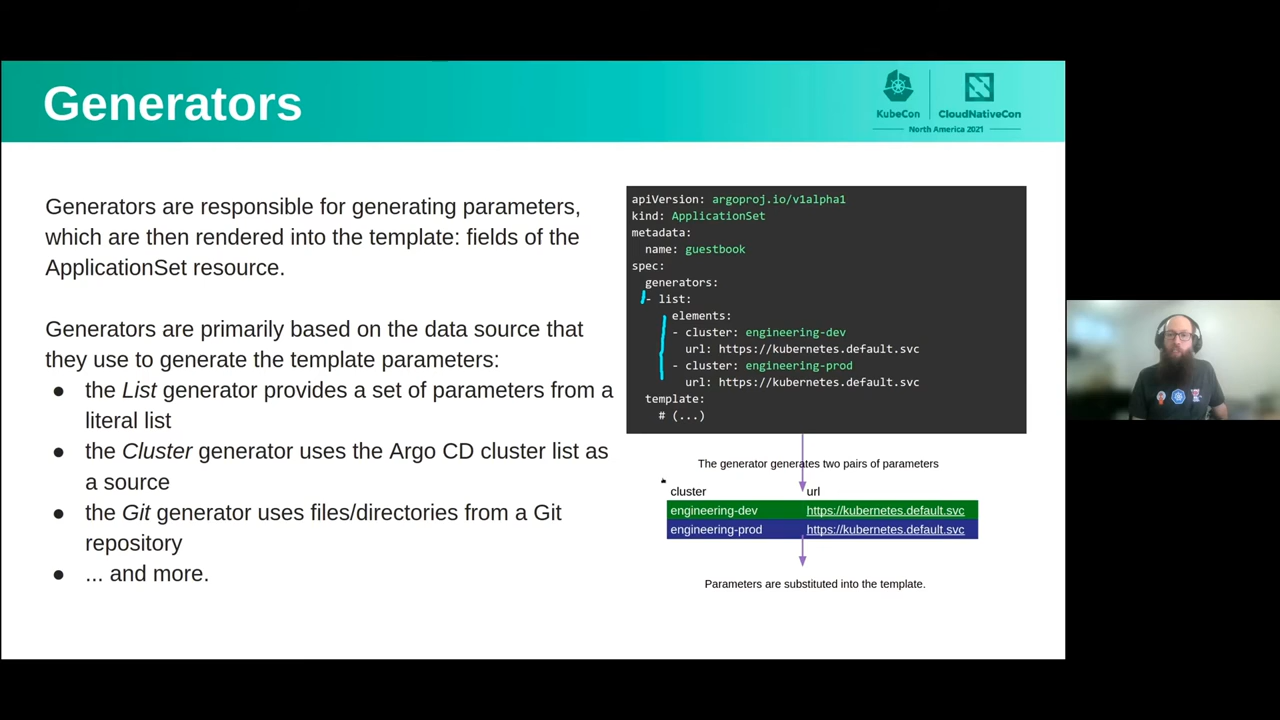 Generators
KubeCon
CloudNativeCon
North America 2021
Generators are responsible for generating parameters,
which are then rendered into the template: fields of the
ApplicationSet resource.
Generators are primarily based on the data source that
they use to generate the template parameters:
● the List generator provides a set of parameters from a
literal list
● the Cluster generator uses the Argo CD cluster list as
a source
● the Git generator uses files/directories from a Git
repository
● ... and more.
apiVersion: argoproj.io/v1alpha1
kind: ApplicationSet
metadata:
  name: guestbook
spec:
  generators:
  - list:
      elements:
      - cluster: engineering-dev
        url: https://kubernetes.default.svc
      - cluster: engineering-prod
        url: https://kubernetes.default.svc
  template:
    # (...)
The generator generates two pairs of parameters
cluster url
engineering-dev https://kubernetes.default.svc
engineering-prod https://kubernetes.default.svc
Parameters are substituted into the template.